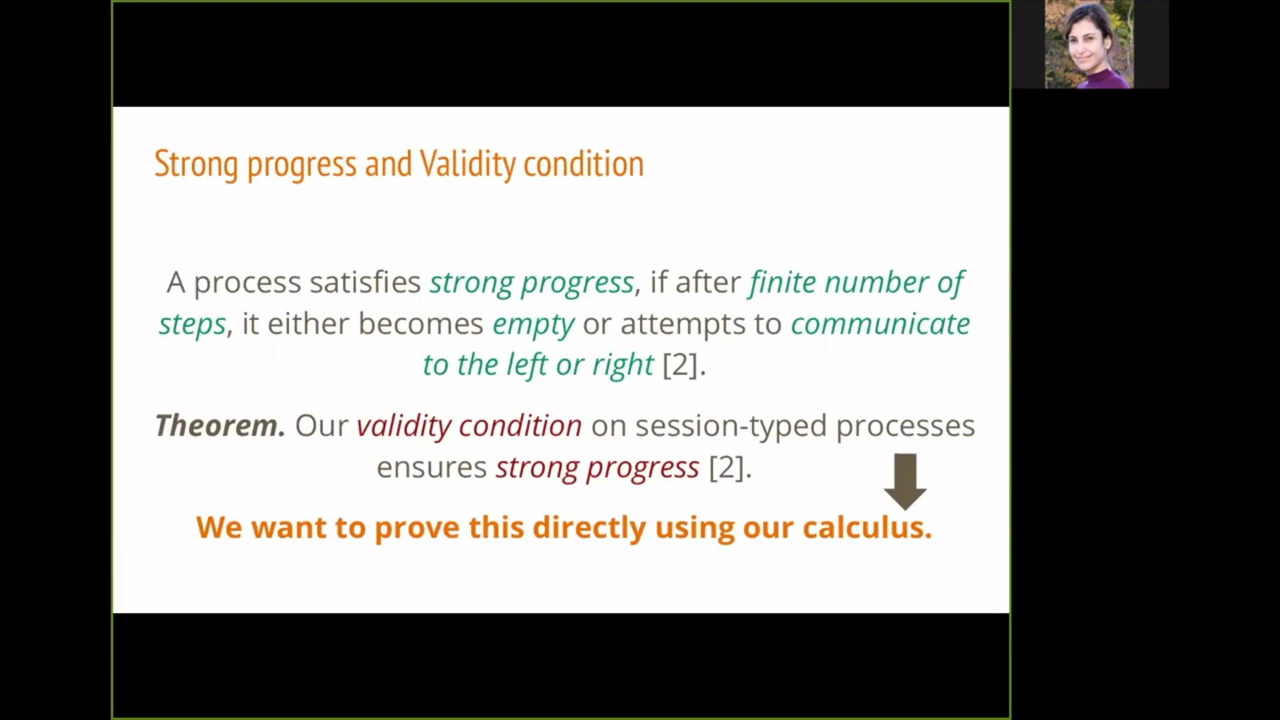 Strong progress and Validity condition
A process satisfies strong progress, if after finite number of
steps, it either becomes empty or attempts to communicate
to the left or right [2].
Theorem. Our validity condition on session-typed processes
ensures strong progress [2].
We want to prove this directly using our calculus.